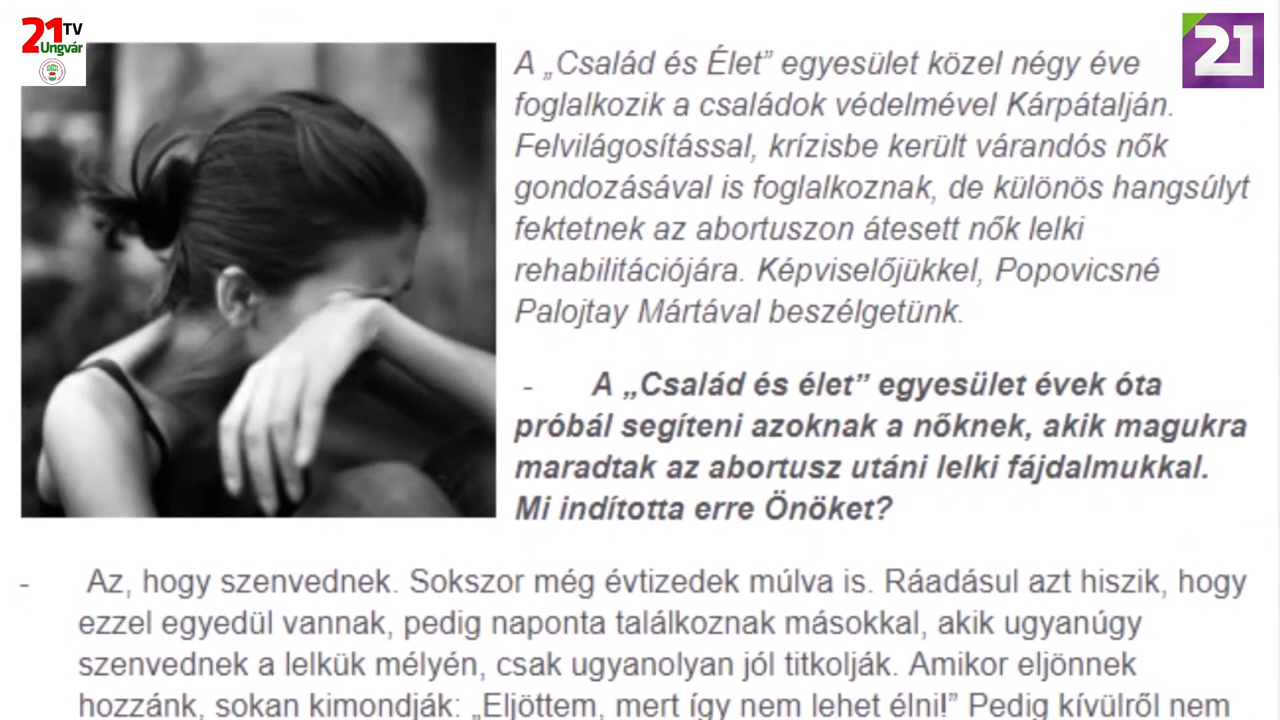 21 TV
Ungvár
21
A „Család és Élet” egyesület közel négy éve
foglalkozik a családok védelmével Kárpátalján.
Felvilágosítással, krízisbe került várandós nők
gondozásával is foglalkoznak, de különös hangsúlyt
fektetnek az abortuszon átesett nők lelki
rehabilitációjára. Képviselőjükkel, Popovicsné
Palojtay Mártával beszélgetünk.
- A „Család és élet” egyesület évek óta
próbál segíteni azoknak a nőknek, akik magukra
maradtak az abortusz utáni lelki fájdalmukkal.
Mi indította erre Önöket?
- Az, hogy szenvednek. Sokszor még évtizedek múlva is. Ráadásul azt hiszik, hogy
ezzel egyedül vannak, pedig naponta találkoznak másokkal, akik ugyanúgy
szenvednek a lelkük mélyén, csak ugyanolyan jól titkolják. Amikor eljönnek
hozzánk, sokan kimondják: „Eljöttem, mert így nem lehet élni!” Pedig kívülről nem